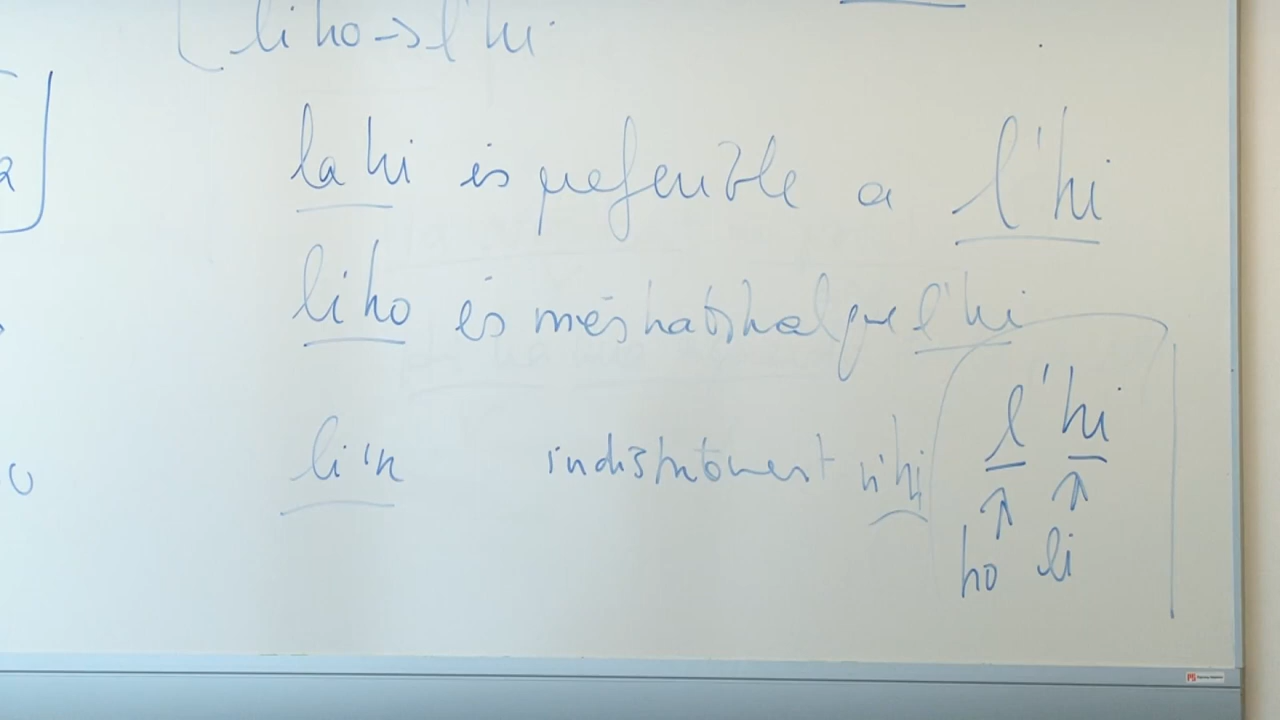 li ho → l'hi
la hi és preferible a l'hi
li ho és més habitual que l'hi
li'n indistintament n'hi
l'hi
ho li